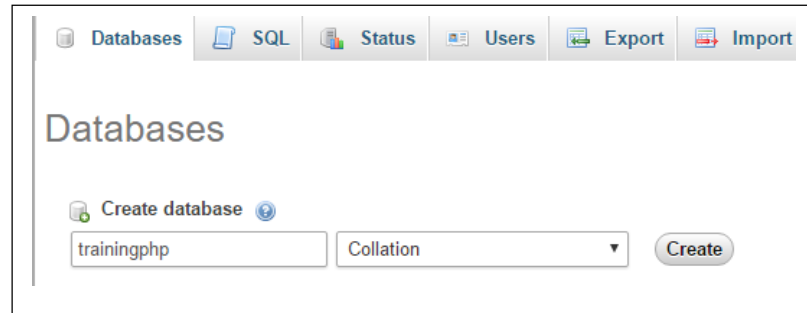 Databases SQL Status Users Export Import
Databases
Create database
trainingphp Collation Create